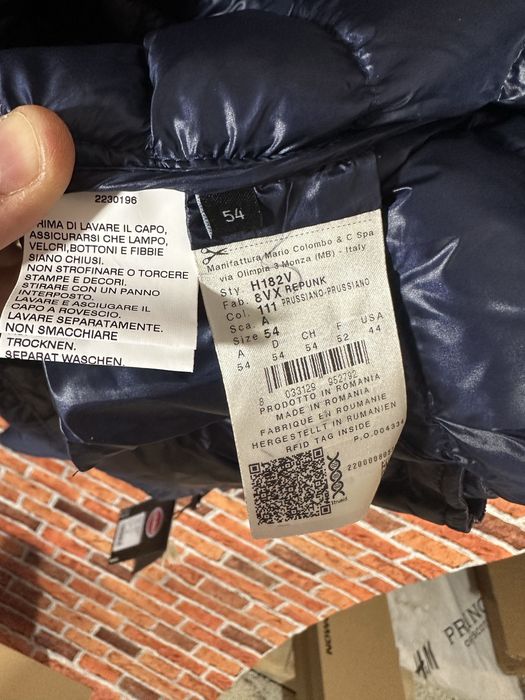 2230196
PRIMA DI LAVARE IL CAPO,
ASSICURARSI CHE LAMPO,
VELCRI,BOTTONI E FIBBIE
SIANO CHIUSI.
NON STROFINARE O TORCERE
STAMPE E DECORI.
STIRARE CON UN PANNO
INTERPOSTO.
LAVARE E ASCIUGARE IL
CAPO A ROVESCIO.
LAVARE SEPARATAMENTE.
NON SMACCHIARE
TROCKNEN.
SEPARAT WASCHEN.
54
Manifattura Mario Colombo & C Spa
via Olimpia 3 Monza (MB) - Italy
Sty H182V
Fab. 8VX REPUNK
Col. 111 PRUSSIANO-PRUSSIANO
Sca. A
Size 54
A D CH F USA
54 54 54 52 44
8 033129 952792
PRODOTTO IN ROMANIA
MADE IN ROMANIA
FABRIQUE EN ROUMANIE
HERGESTELLT IN RUMANIEN
RFID TAG INSIDE
P.O.004334
H&M